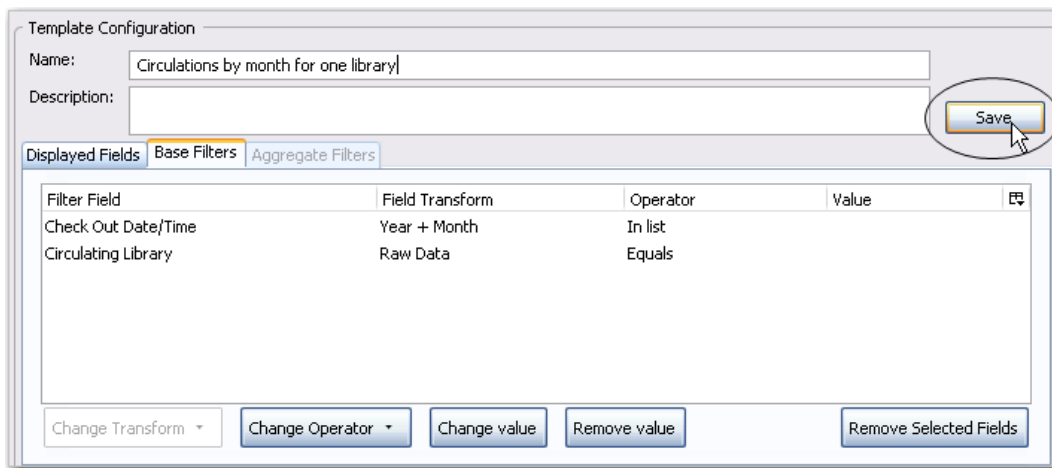 Template Configuration
Name: Circulations by month for one library
Description:
Save
Displayed Fields Base Filters Aggregate Filters
Filter Field Field Transform Operator Value
Check Out Date/Time Year + Month In list
Circulating Library Raw Data Equals
Change Transform Change Operator Change value Remove value Remove Selected Fields